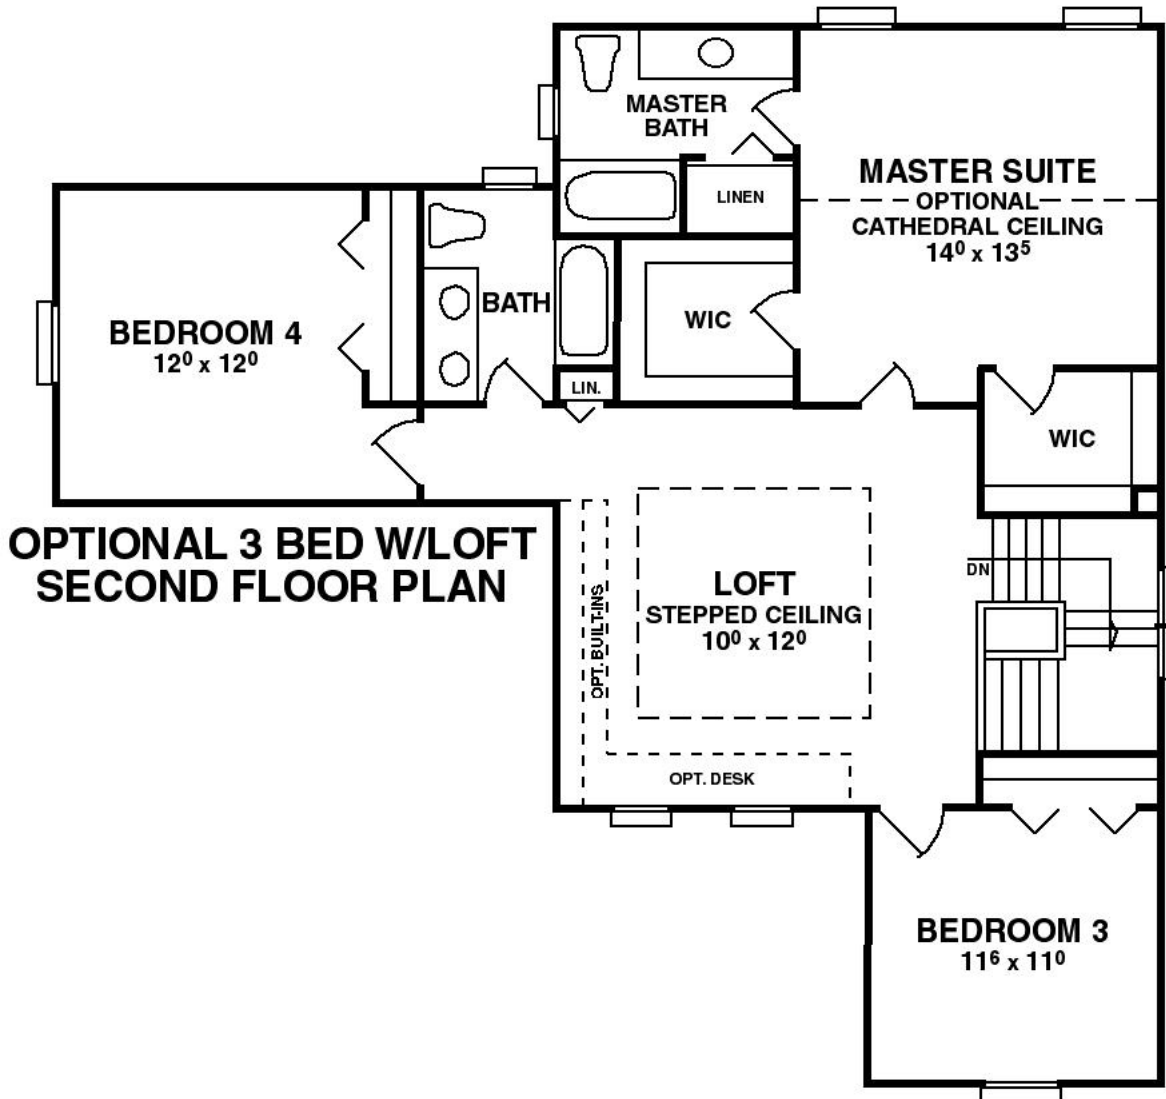 MASTER
BATH
MASTER SUITE
OPTIONAL
CATHEDRAL CEILING
14⁰ x 13⁵
LINEN
BATH
WIC
BEDROOM 4
12⁰ x 12⁰
LIN.
WIC
OPTIONAL 3 BED W/LOFT
SECOND FLOOR PLAN
DN
LOFT
STEPPED CEILING
10⁰ x 12⁰
OPT. BUILT-INS
OPT. DESK
BEDROOM 3
11⁶ x 11⁰